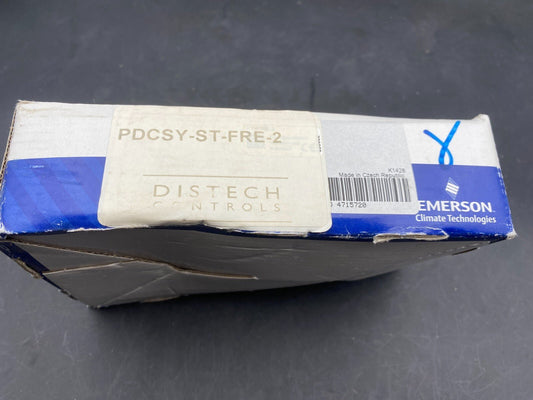 PDCSY-ST-FRE-2
DISTECH
CONTROLS
K1428
Made in Czech Republic
4715720
EMERSON
Climate Technologies